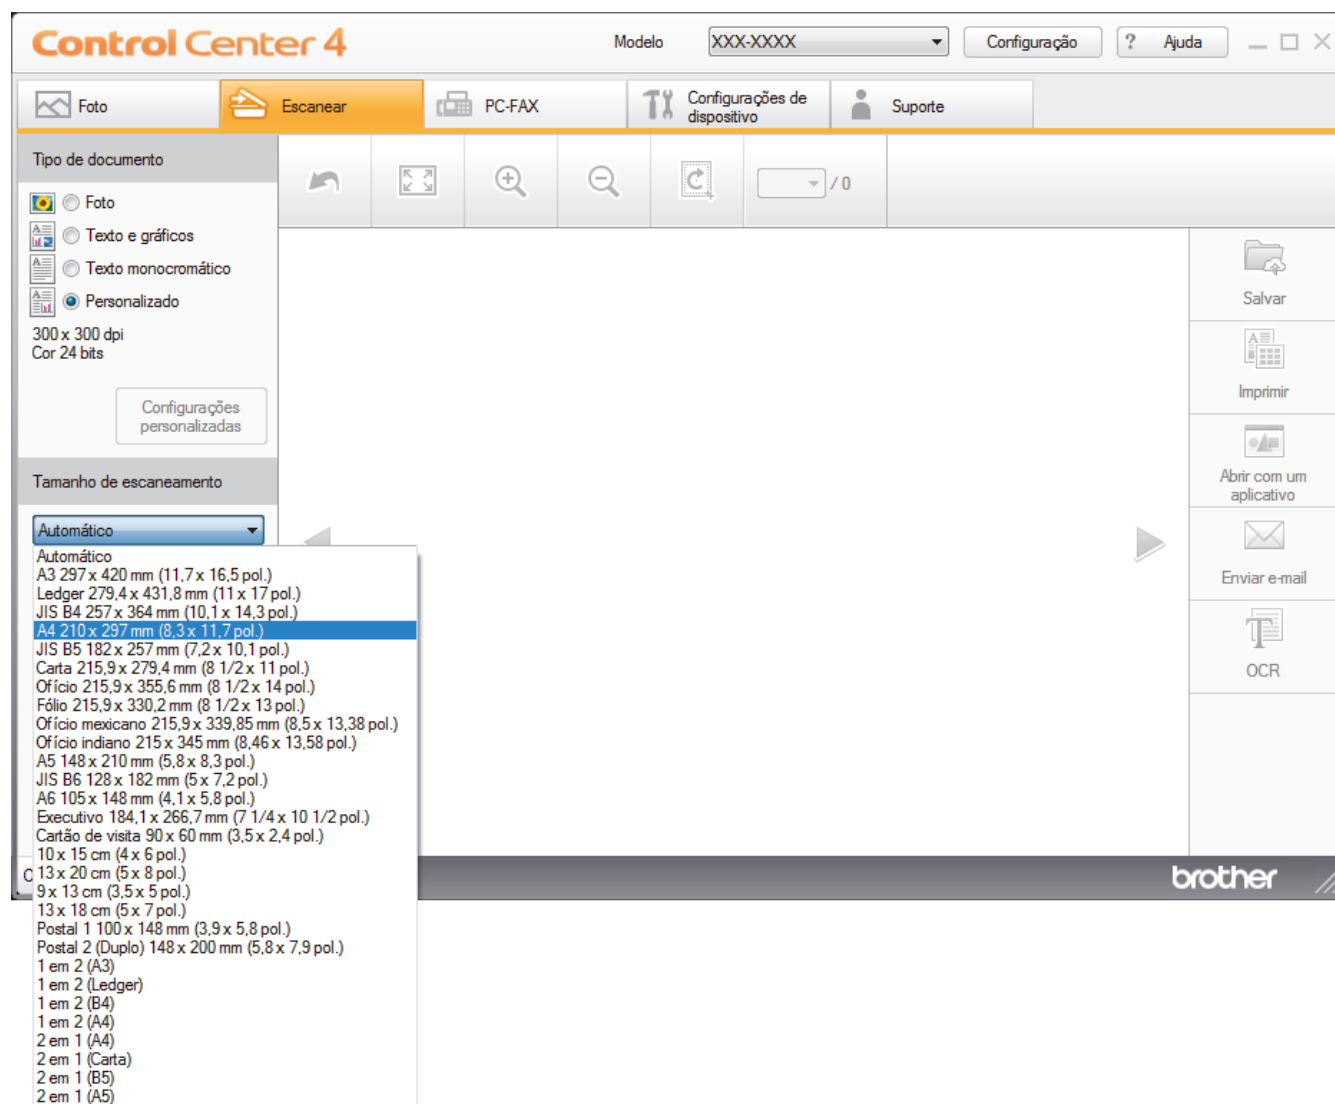 Control Center 4
Modelo
XXX-XXXX
Configuração
? Ajuda
Foto
Escanear
PC-FAX
Configurações de
dispositivo
Suporte
Tipo de documento
Foto
Texto e gráficos
Texto monocromático
Personalizado
300 x 300 dpi
Cor 24 bits
Configurações
personalizadas
/ 0
Salvar
Imprimir
Abrir com um
aplicativo
Enviar e-mail
OCR
Tamanho de escaneamento
Automático
Automático
A3 297 x 420 mm (11,7 x 16,5 pol.)
Ledger 279,4 x 431,8 mm (11 x 17 pol.)
JIS B4 257 x 364 mm (10,1 x 14,3 pol.)
A4 210 x 297 mm (8,3 x 11,7 pol.)
JIS B5 182 x 257 mm (7,2 x 10,1 pol.)
Carta 215,9 x 279,4 mm (8 1/2 x 11 pol.)
Ofício 215,9 x 355,6 mm (8 1/2 x 14 pol.)
Fólio 215,9 x 330,2 mm (8 1/2 x 13 pol.)
Ofício mexicano 215,9 x 339,85 mm (8,5 x 13,38 pol.)
Ofício indiano 215 x 345 mm (8,46 x 13,58 pol.)
A5 148 x 210 mm (5,8 x 8,3 pol.)
JIS B6 128 x 182 mm (5 x 7,2 pol.)
A6 105 x 148 mm (4,1 x 5,8 pol.)
Executivo 184,1 x 266,7 mm (7 1/4 x 10 1/2 pol.)
Cartão de visita 90 x 60 mm (3,5 x 2,4 pol.)
10 x 15 cm (4 x 6 pol.)
13 x 20 cm (5 x 8 pol.)
9 x 13 cm (3,5 x 5 pol.)
13 x 18 cm (5 x 7 pol.)
Postal 1 100 x 148 mm (3,9 x 5,8 pol.)
Postal 2 (Duplo) 148 x 200 mm (5,8 x 7,9 pol.)
1 em 2 (A3)
1 em 2 (Ledger)
1 em 2 (B4)
1 em 2 (A4)
2 em 1 (A4)
2 em 1 (Carta)
2 em 1 (B5)
2 em 1 (A5)
brother